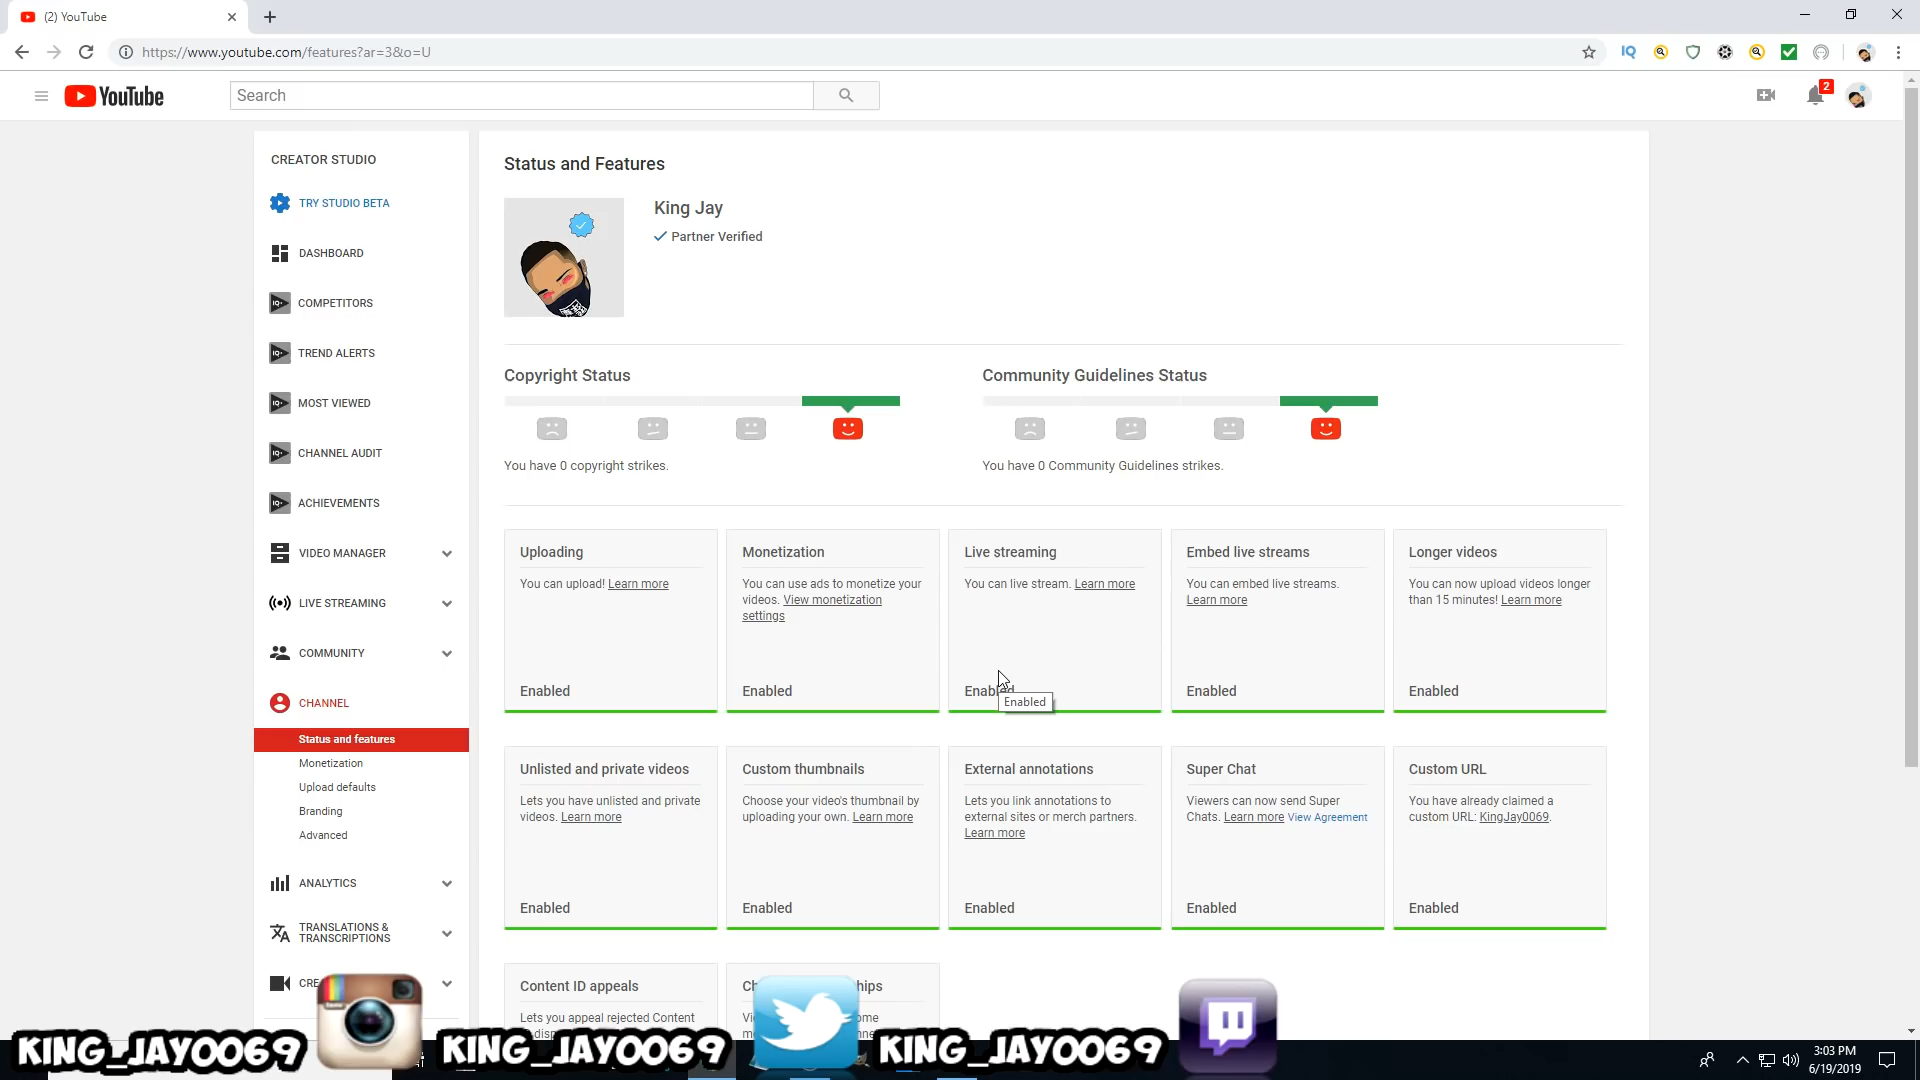 (2) YouTube
https://www.youtube.com/features?ar=3&o=U
IQ
YouTube
Search
2
CREATOR STUDIO
TRY STUDIO BETA
DASHBOARD
COMPETITORS
TREND ALERTS
MOST VIEWED
CHANNEL AUDIT
ACHIEVEMENTS
VIDEO MANAGER
LIVE STREAMING
COMMUNITY
CHANNEL
Status and features
Monetization
Upload defaults
Branding
Advanced
ANALYTICS
TRANSLATIONS &
TRANSCRIPTIONS
CRE
Status and Features
King Jay
Partner Verified
Copyright Status
You have 0 copyright strikes.
Community Guidelines Status
You have 0 Community Guidelines strikes.
Uploading
You can upload! Learn more
Enabled
Monetization
You can use ads to monetize your
videos. View monetization
settings
Enabled
Live streaming
You can live stream. Learn more
Enabled
Enabled
Embed live streams
You can embed live streams.
Learn more
Enabled
Longer videos
You can now upload videos longer
than 15 minutes! Learn more
Enabled
Unlisted and private videos
Lets you have unlisted and private
videos. Learn more
Enabled
Custom thumbnails
Choose your video's thumbnail by
uploading your own. Learn more
Enabled
External annotations
Lets you link annotations to
external sites or merch partners.
Learn more
Enabled
Super Chat
Viewers can now send Super
Chats. Learn more View Agreement
Enabled
Custom URL
You have already claimed a
custom URL: KingJay0069.
Enabled
Content ID appeals
Lets you appeal rejected Content
KING_JAY0069
KING_JAY0069
KING_JAY0069
3:03 PM
6/19/2019